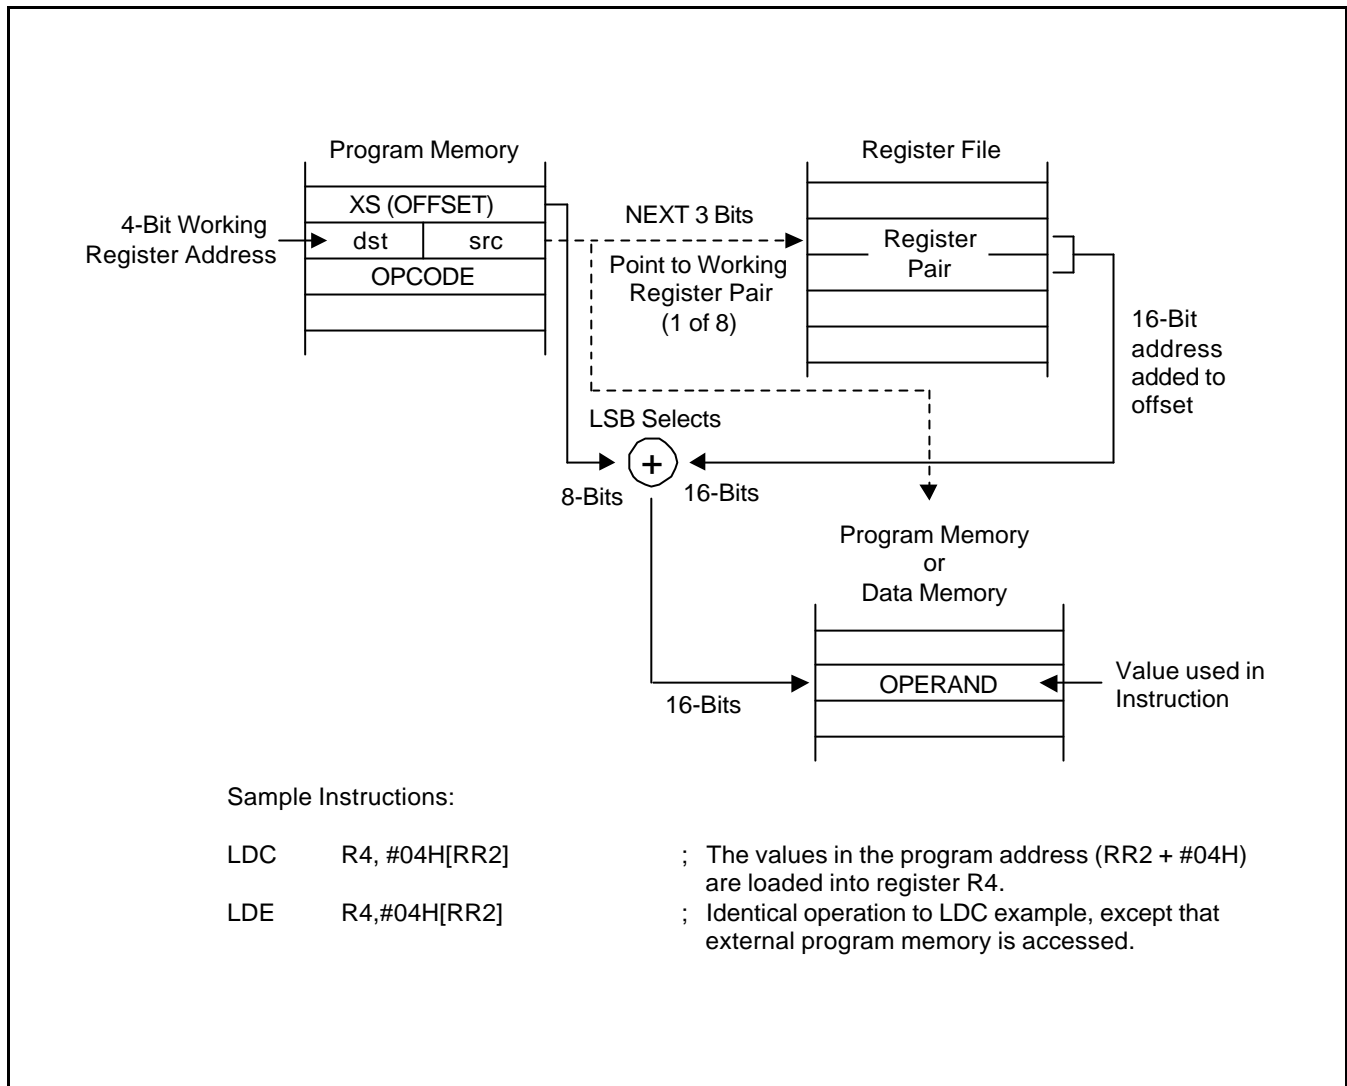 Program Memory
Register File
XS (OFFSET)
4-Bit Working
Register Address
dst
src
OPCODE
NEXT 3 Bits
Point to Working
Register Pair
(1 of 8)
Register
Pair
16-Bit
address
added to
offset
LSB Selects
+
8-Bits
16-Bits
Program Memory
or
Data Memory
16-Bits
OPERAND
Value used in
Instruction
Sample Instructions:
LDC R4, #04H[RR2] ; The values in the program address (RR2 + #04H)
are loaded into register R4.
LDE R4,#04H[RR2] ; Identical operation to LDC example, except that
external program memory is accessed.